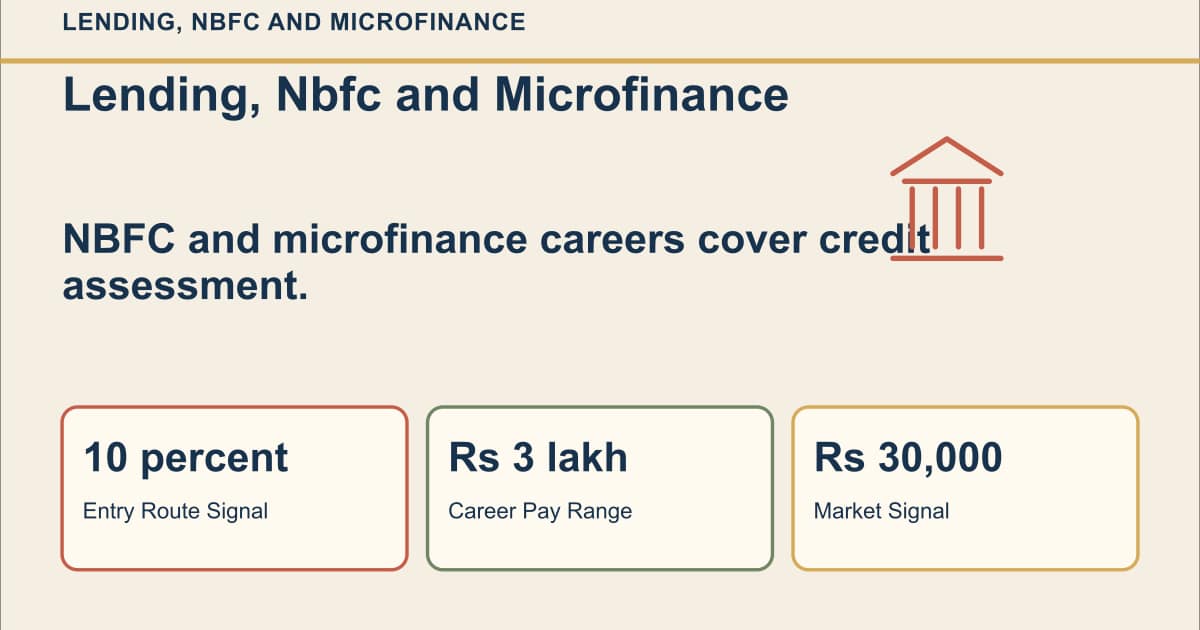 LENDING, NBFC AND MICROFINANCE
Lending, Nbfc and Microfinance
NBFC and microfinance careers cover credit
assessment.
10 percent
Entry Route Signal
Rs 3 lakh
Career Pay Range
Rs 30,000
Market Signal